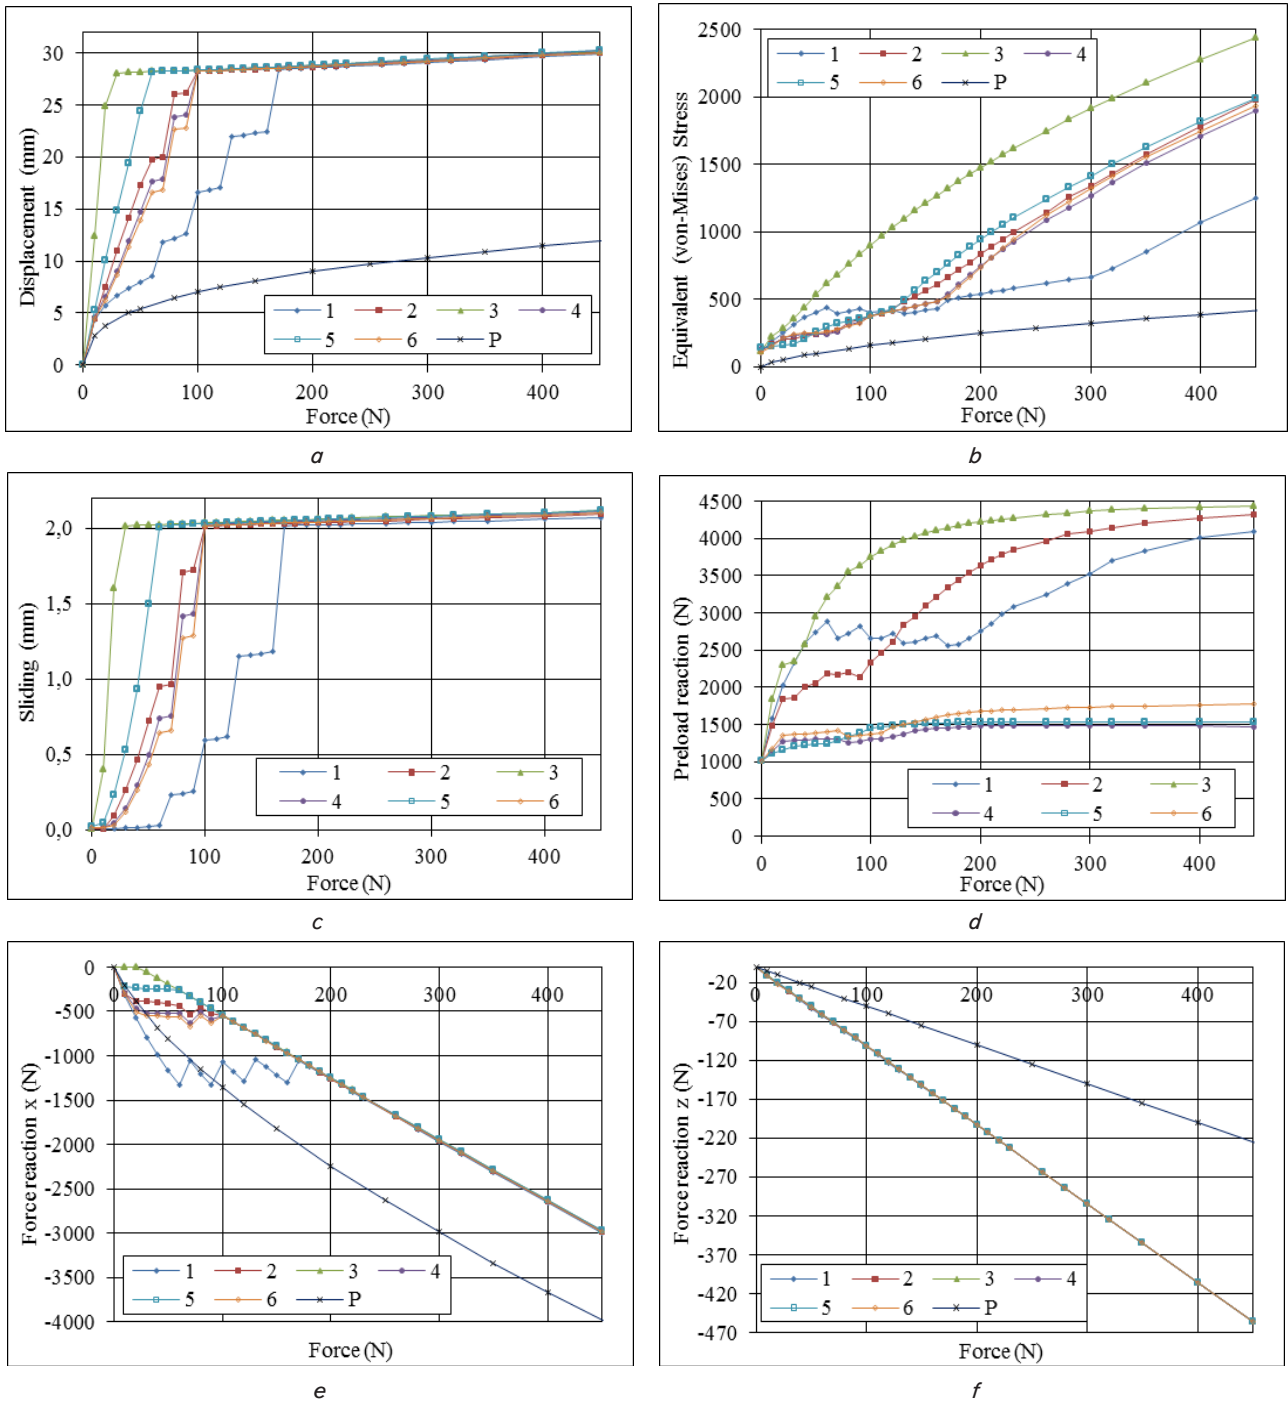 30
25
20
15
10
5
0
0 100 200 300 400
Displacement (mm)
Force (N)
1 2 3 4
5 6 P
a
2500
2000
1500
1000
500
0
0 100 200 300 400
Equivalent (von-Mises) Stress
Force (N)
1 2 3 4
5 6 P
b
2,0
1,5
1,0
0,5
0,0
0 100 200 300 400
Sliding (mm)
Force (N)
1 2 3
4 5 6
c
4500
4000
3500
3000
2500
2000
1500
1000
500
0
0 100 200 300 400
Preload reaction (N)
Force (N)
1 2 3
4 5 6
d
0
-500
-1000
-1500
-2000
-2500
-3000
-3500
-4000
0 100 200 300 400
Force reaction x (N)
Force (N)
1 2 3 4
5 6 P
e
-20
-70
-120
-170
-220
-270
-320
-370
-420
-470
0 100 200 300 400
Force reaction z (N)
Force (N)
1 2 3 4
5 6 P
f